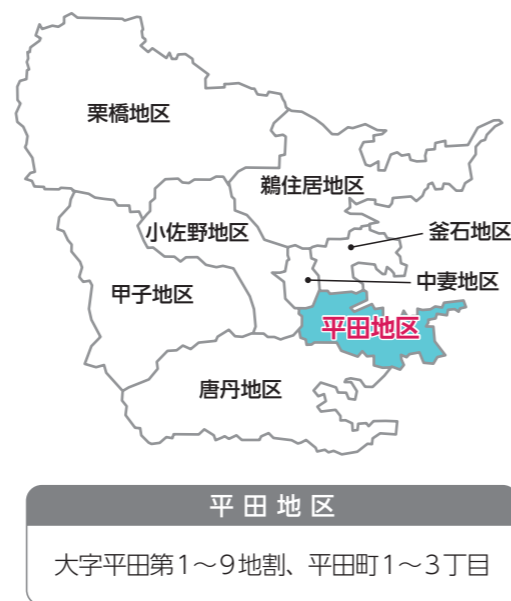 栗橋地区
鵜住居地区
小佐野地区
釜石地区
中妻地区
甲子地区
平田地区
唐丹地区
平田地区
大字平田第1〜9地割、平田町1〜3丁目